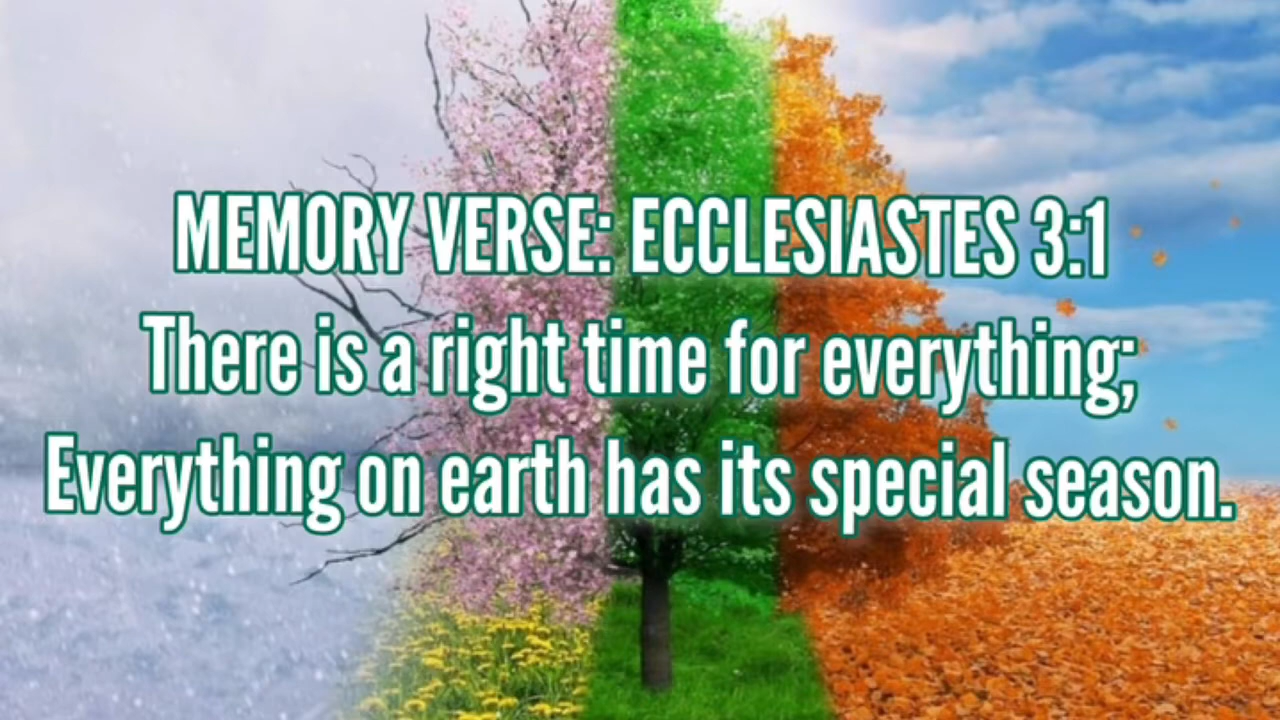 MEMORY VERSE: ECCLESIASTES 3:1
There is a right time for everything;
Everything on earth has its special season.